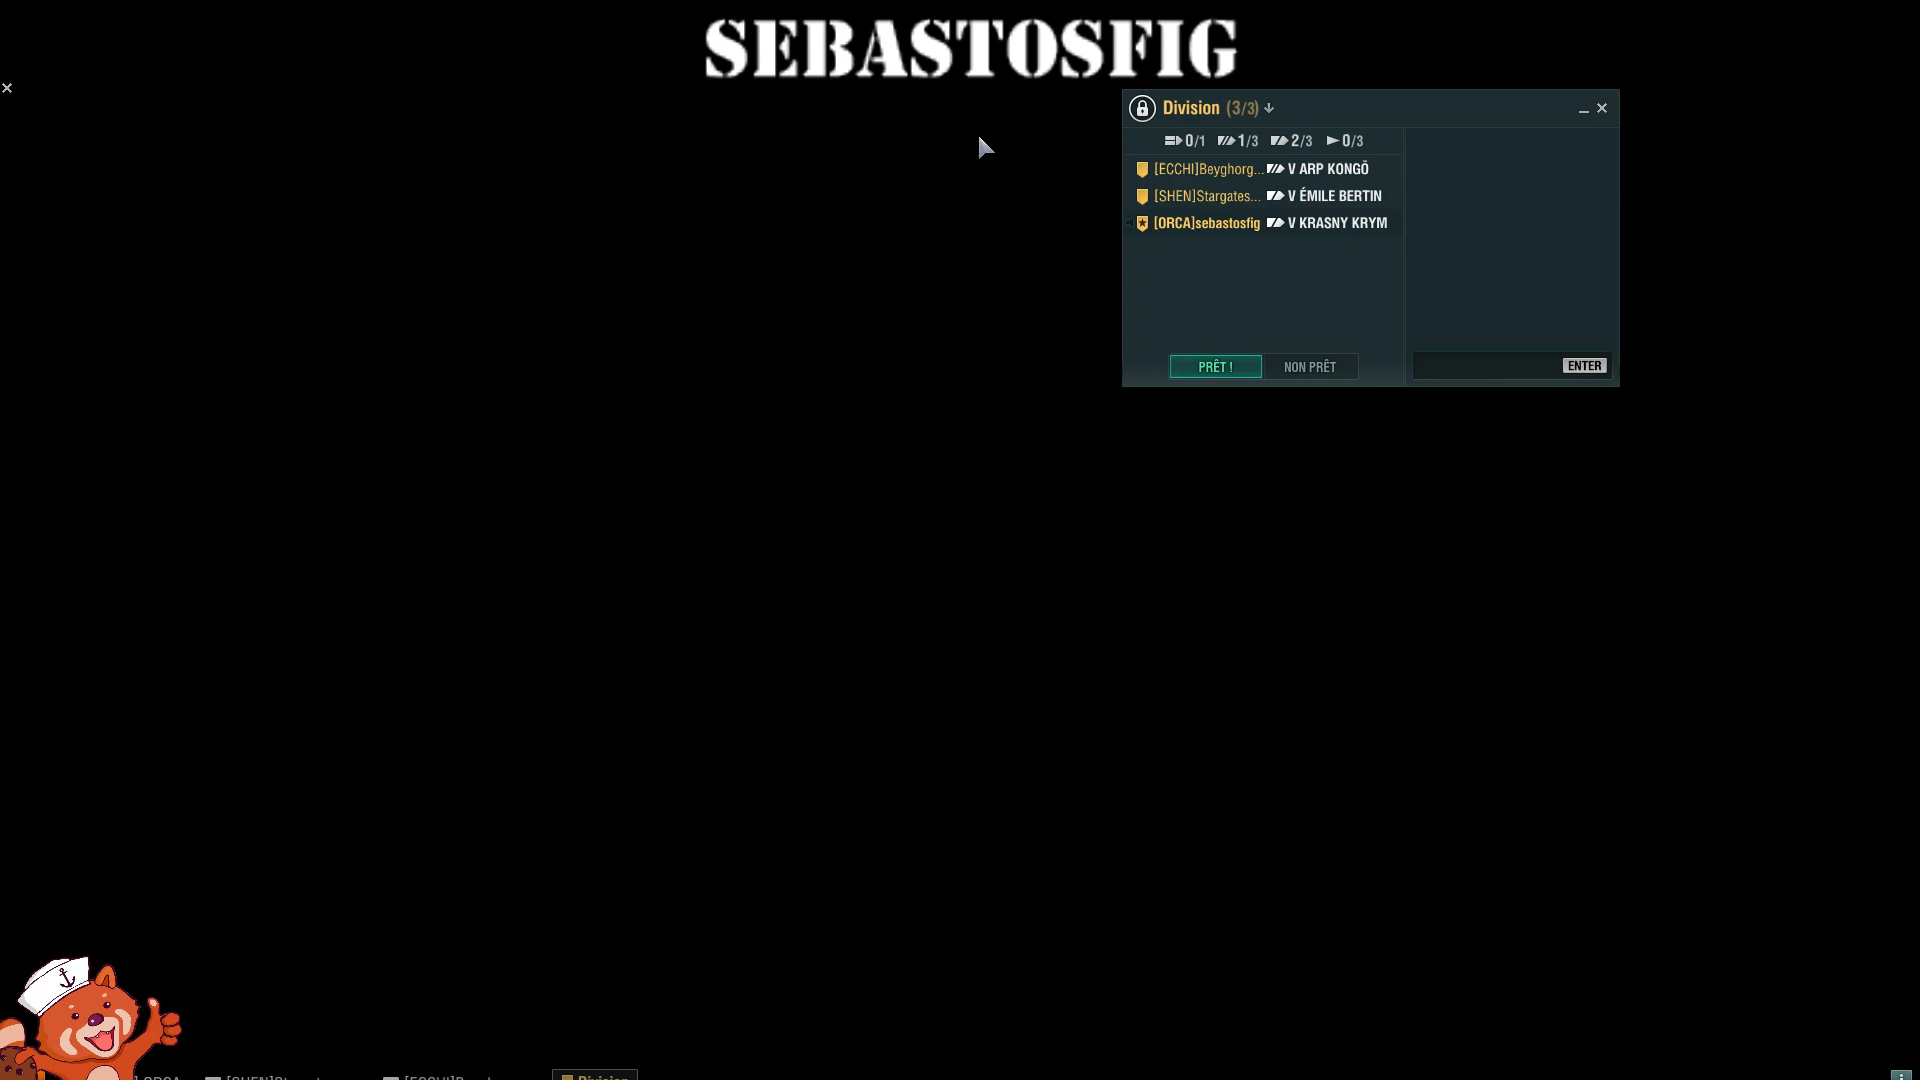 SEBASTOSFIG
Division (3/3)
0/1 1/3 2/3 0/3
[ECCHI]Beyghorg... V ARP KONGŌ
[SHEN]Stargates... V ÉMILE BERTIN
[ORCA]sebastosfig V KRASNY KRYM
PRÊT ! NON PRÊT
ENTER
Division